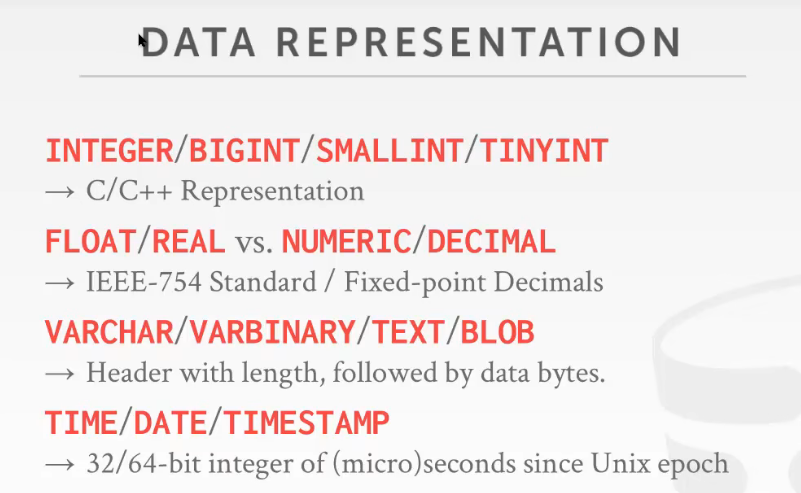 DATA REPRESENTATION
INTEGER/BIGINT/SMALLINT/TINYINT
→ C/C++ Representation
FLOAT/REAL vs. NUMERIC/DECIMAL
→ IEEE-754 Standard / Fixed-point Decimals
VARCHAR/VARBINARY/TEXT/BLOB
→ Header with length, followed by data bytes.
TIME/DATE/TIMESTAMP
→ 32/64-bit integer of (micro)seconds since Unix epoch